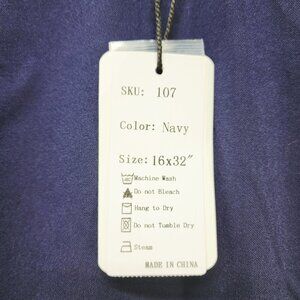 SKU: 107
Color: Navy
Size: 16x32"
Machine Wash
Do not Bleach
Hang to Dry
Do not Tumble Dry
Steam
MADE IN CHINA